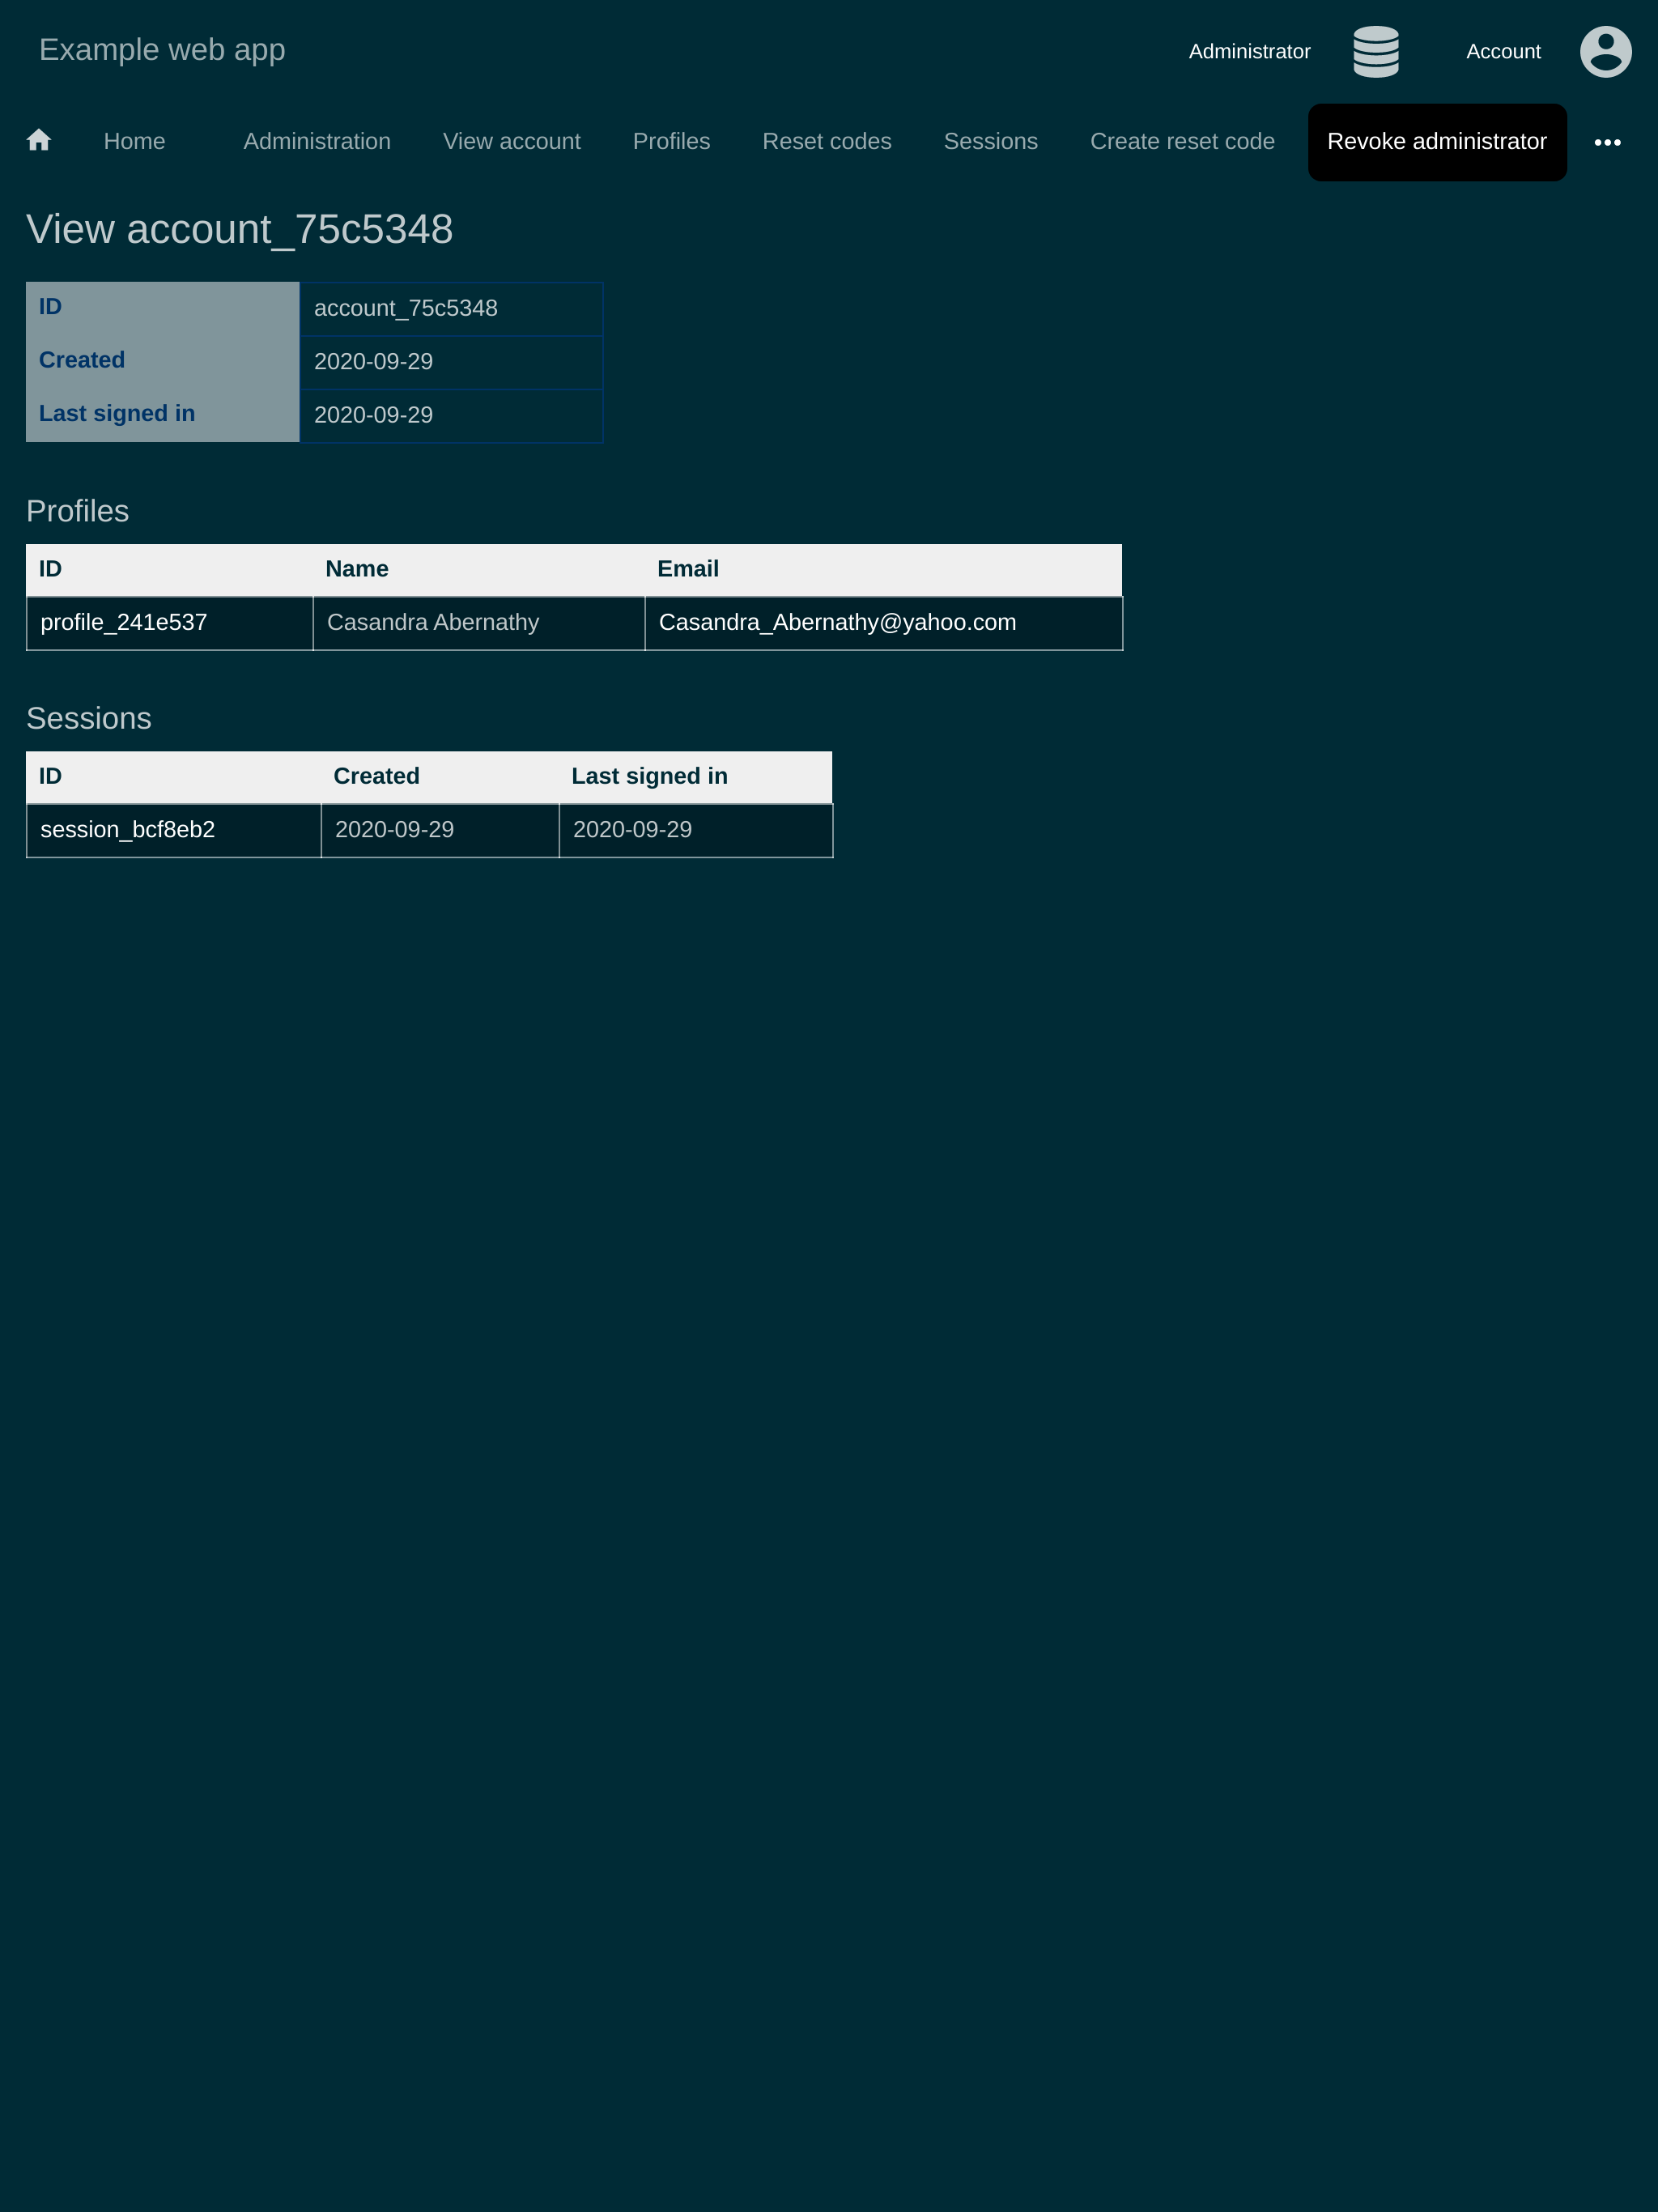 Example web app
Administrator Account
Home Administration View account Profiles Reset codes Sessions Create reset code Revoke administrator •••
View account_75c5348
ID account_75c5348
Created 2020-09-29
Last signed in 2020-09-29
Profiles
ID Name Email
profile_241e537 Casandra Abernathy Casandra_Abernathy@yahoo.com
Sessions
ID Created Last signed in
session_bcf8eb2 2020-09-29 2020-09-29